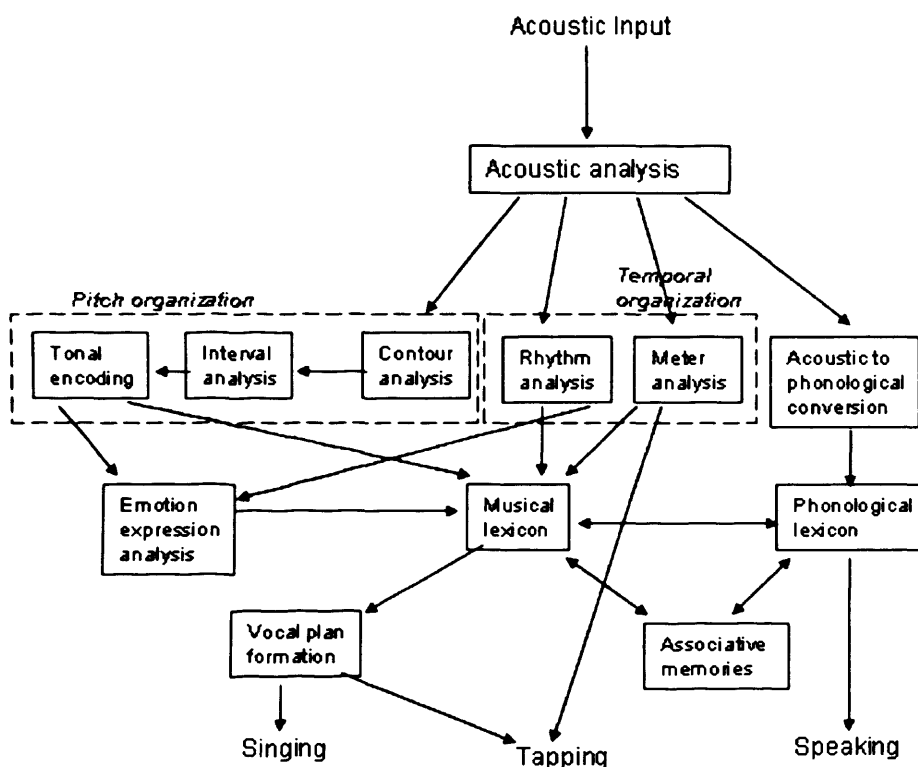 Acoustic Input
Acoustic analysis
Pitch organization
Temporal
organization
Tonal
encoding
Interval
analysis
Contour
analysis
Rhythm
analysis
Meter
analysis
Acoustic to
phonological
conversion
Emotion
expression
analysis
Musical
lexicon
Phonological
lexicon
Vocal plan
formation
Associative
memories
Singing
Tapping
Speaking